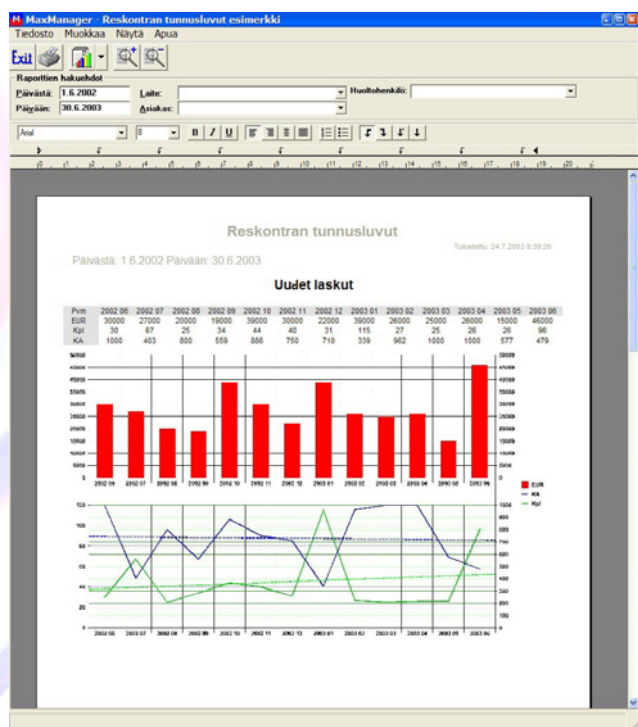 MaxManager - Reskontran tunnusluvut esimerkki
Tiedosto Muokkaa Näytä Apua
Exit
Raporttien hakuehdot
Päivästä: 1.6.2002 Laite: Huoltohenkilö:
Päivään: 30.6.2003 Asiakas:
Arial 8 B I U
Reskontran tunnusluvut
Tulostettu: 24.7.2003 9:39:26
Päivästä: 1.6.2002 Päivään: 30.6.2003
Uudet laskut
Pvm 2002 06 2002 07 2002 08 2002 09 2002 10 2002 11 2002 12 2003 01 2003 02 2003 03 2003 04 2003 05 2003 06
EUR 30000 27000 20000 19000 39000 30000 22000 39000 26000 25000 26000 15000 46000
Kpl 30 67 25 34 44 40 31 115 27 25 26 26 96
KA 1000 403 800 559 886 750 710 339 962 1000 1000 577 479
EUR
KA
Kpl